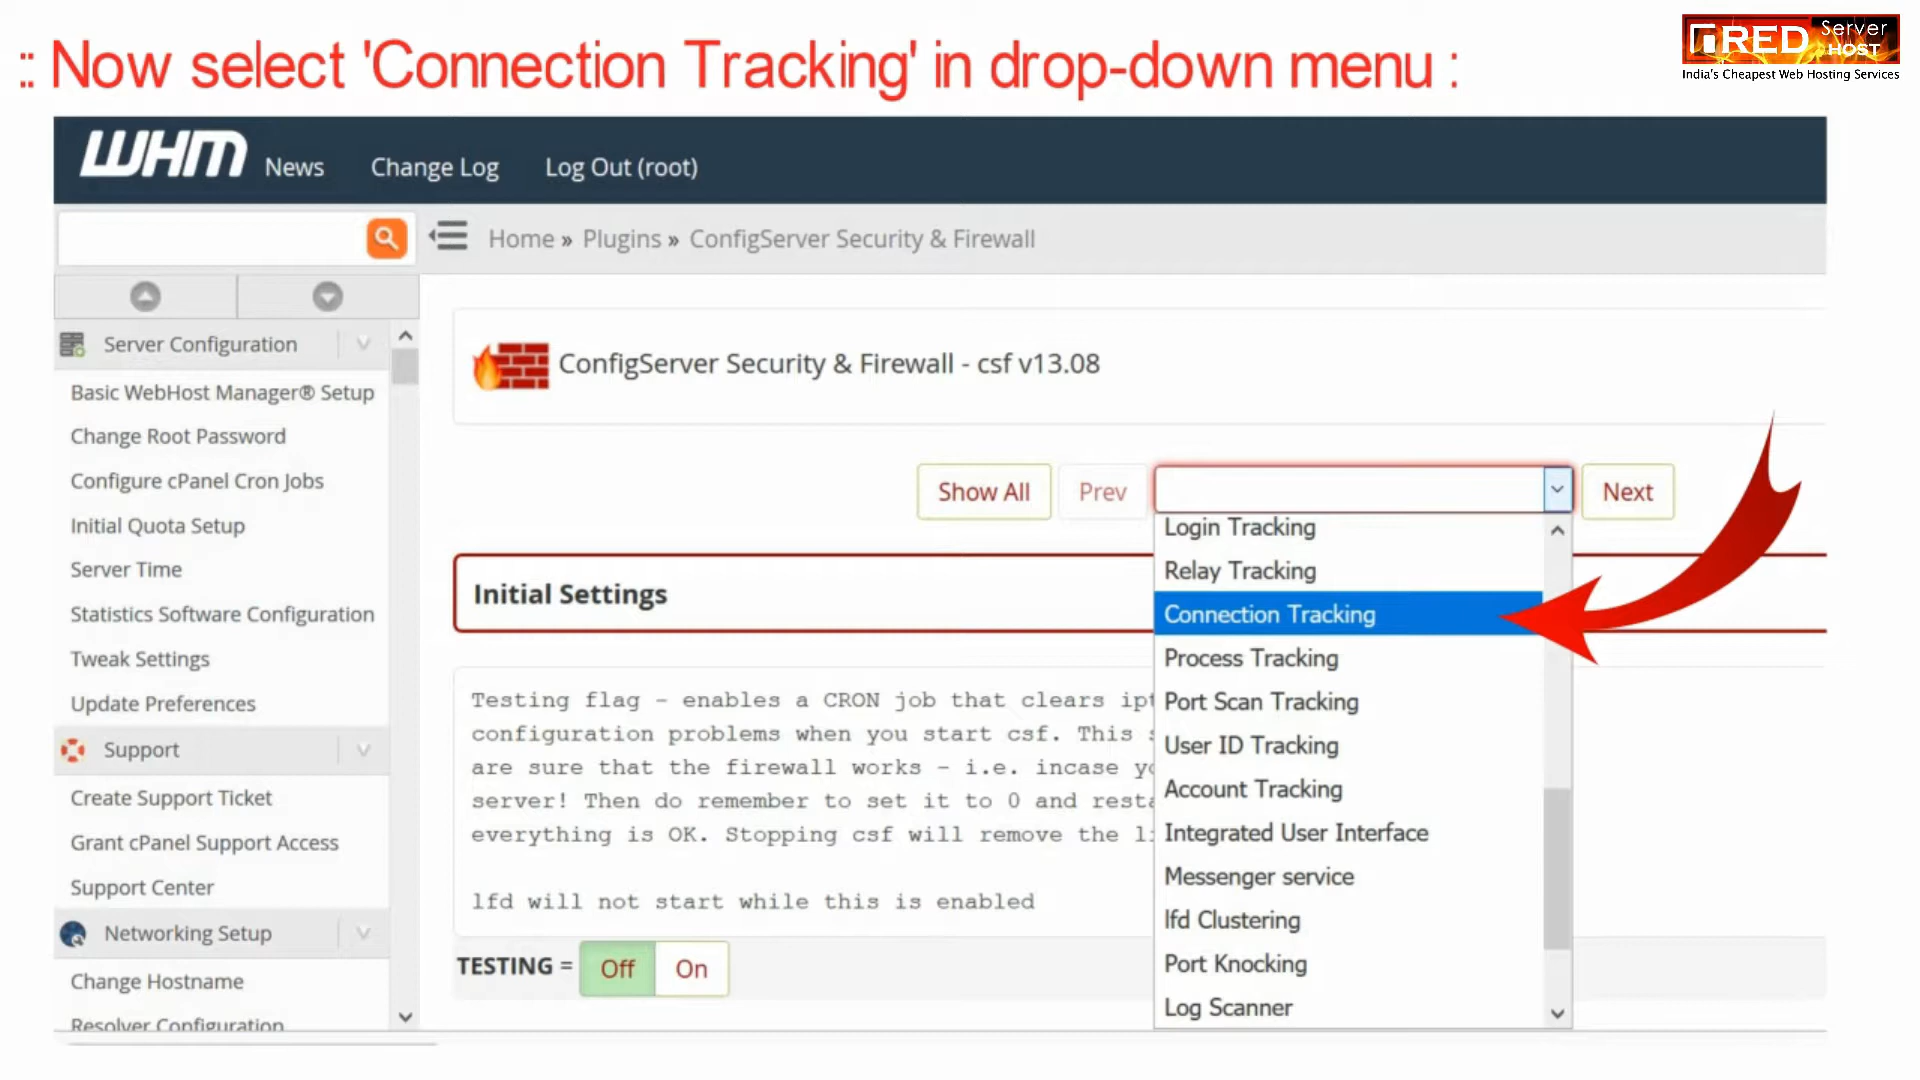 :: Now select 'Connection Tracking' in drop-down menu :
RED Server HOST
India's Cheapest Web Hosting Services
WHM News Change Log Log Out (root)
Home » Plugins » ConfigServer Security & Firewall
Server Configuration
Basic WebHost Manager® Setup
Change Root Password
Configure cPanel Cron Jobs
Initial Quota Setup
Server Time
Statistics Software Configuration
Tweak Settings
Update Preferences
Support
Create Support Ticket
Grant cPanel Support Access
Support Center
Networking Setup
Change Hostname
Resolver Configuration
ConfigServer Security & Firewall - csf v13.08
Show All Prev Next
Login Tracking
Relay Tracking
Connection Tracking
Process Tracking
Port Scan Tracking
User ID Tracking
Account Tracking
Integrated User Interface
Messenger service
lfd Clustering
Port Knocking
Log Scanner
Initial Settings
Testing flag - enables a CRON job that clears ipt
configuration problems when you start csf. This s
are sure that the firewall works - i.e. incase yo
server! Then do remember to set it to 0 and resta
everything is OK. Stopping csf will remove the li
lfd will not start while this is enabled
TESTING = Off On